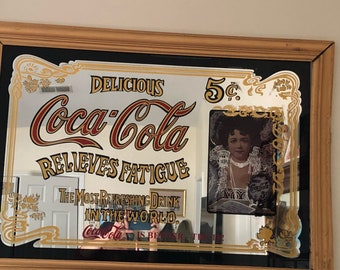 DELICIOUS
5¢
Coca-Cola
RELIEVES FATIGUE
THE MOST REFRESHING DRINK
IN THE WORLD
Coca-Cola